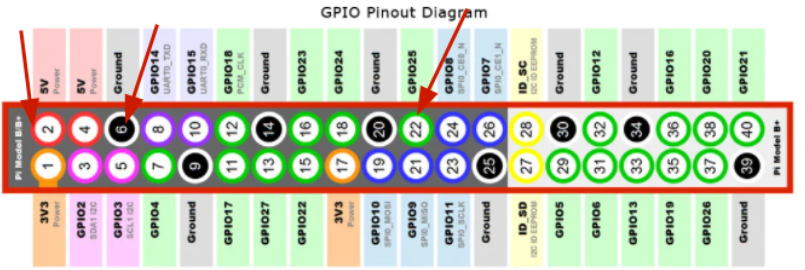 GPIO Pinout Diagram
5V
Power
5V
Power
Ground
GPIO14
UART0_TXD
GPIO15
UART0_RXD
GPIO18
PCM_CLK
Ground
GPIO23
GPIO24
Ground
GPIO25
GPIO8
SPI0_CE0_N
GPIO7
SPI0_CE1_N
ID_SC
I2C ID EEPROM
GPIO12
Ground
GPIO16
GPIO20
GPIO21
Pi Model B/B+
2
4
6
8
10
12
14
16
18
20
22
24
26
28
30
32
34
36
38
40
Pi Model B+
1
3
5
7
9
11
13
15
17
19
21
23
25
27
29
31
33
35
37
39
3V3
Power
GPIO2
SDA1 I2C
GPIO3
SCL1 I2C
GPIO4
Ground
GPIO17
GPIO27
GPIO22
3V3
Power
GPIO10
SPI0_MOSI
GPIO9
SPI0_MISO
GPIO11
SPI0_SCLK
Ground
ID_SD
I2C ID EEPROM
GPIO5
GPIO6
GPIO13
GPIO19
GPIO26
Ground